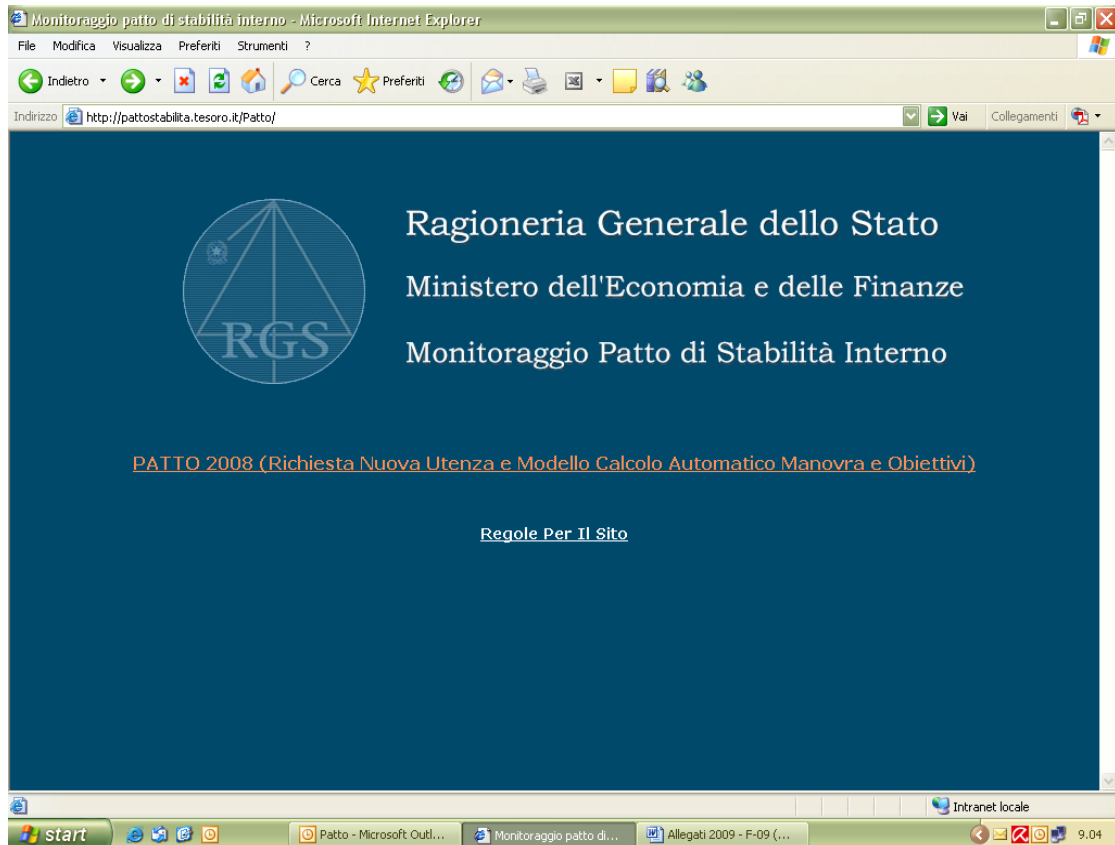 Monitoraggio patto di stabilità interno - Microsoft Internet Explorer
File Modifica Visualizza Preferiti Strumenti ?
Indietro Cerca Preferiti
Indirizzo http://pattostabilita.tesoro.it/Patto/ Vai Collegamenti
Ragioneria Generale dello Stato
Ministero dell'Economia e delle Finanze
RGS
Monitoraggio Patto di Stabilità Interno
PATTO 2008 (Richiesta Nuova Utenza e Modello Calcolo Automatico Manovra e Obiettivi)
Regole Per Il Sito
Intranet locale
start Patto - Microsoft Outl... Monitoraggio patto di... Allegati 2009 - F-09 (... 9.04